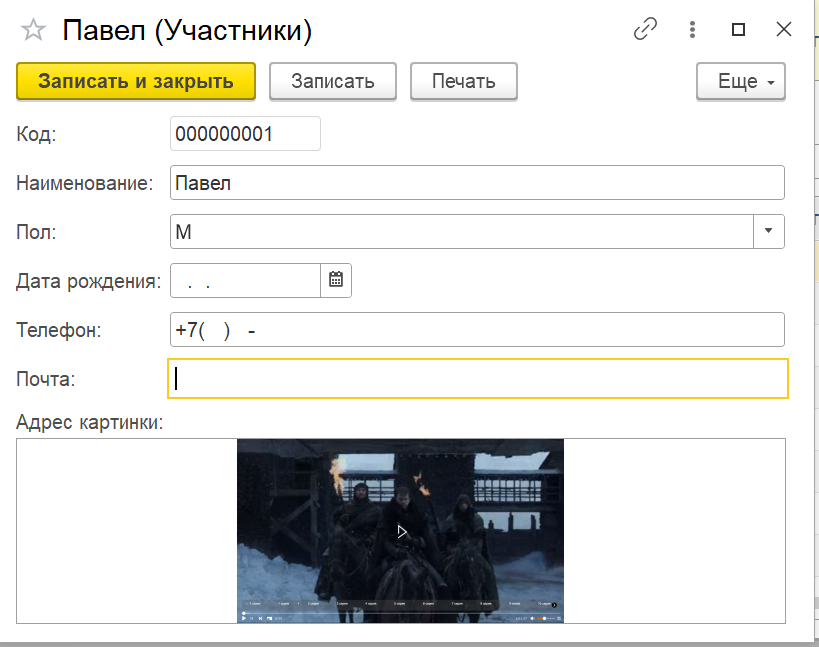 Павел (Участники)
Записать и закрыть Записать Печать Еще
Код: 000000001
Наименование: Павел
Пол: М
Дата рождения: . .
Телефон: +7( ) -
Почта:
Адрес картинки: